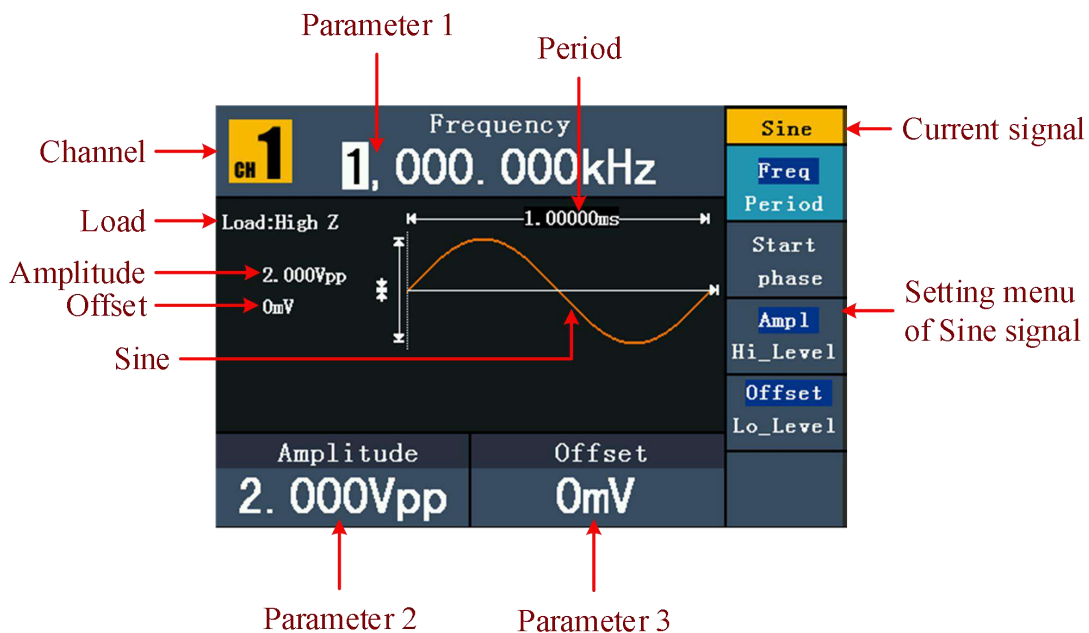 Parameter 1
Period
Channel
CH 1
Frequency
1, 000. 000kHz
Sine
Current signal
Freq
Period
Load
Load:High Z
1. 00000ms
Start
phase
Amplitude
2. 000Vpp
Offset
0mV
Ampl
Hi_Level
Setting menu
of Sine signal
Sine
Offset
Lo_Level
Amplitude
Offset
2. 000Vpp
0mV
Parameter 2
Parameter 3